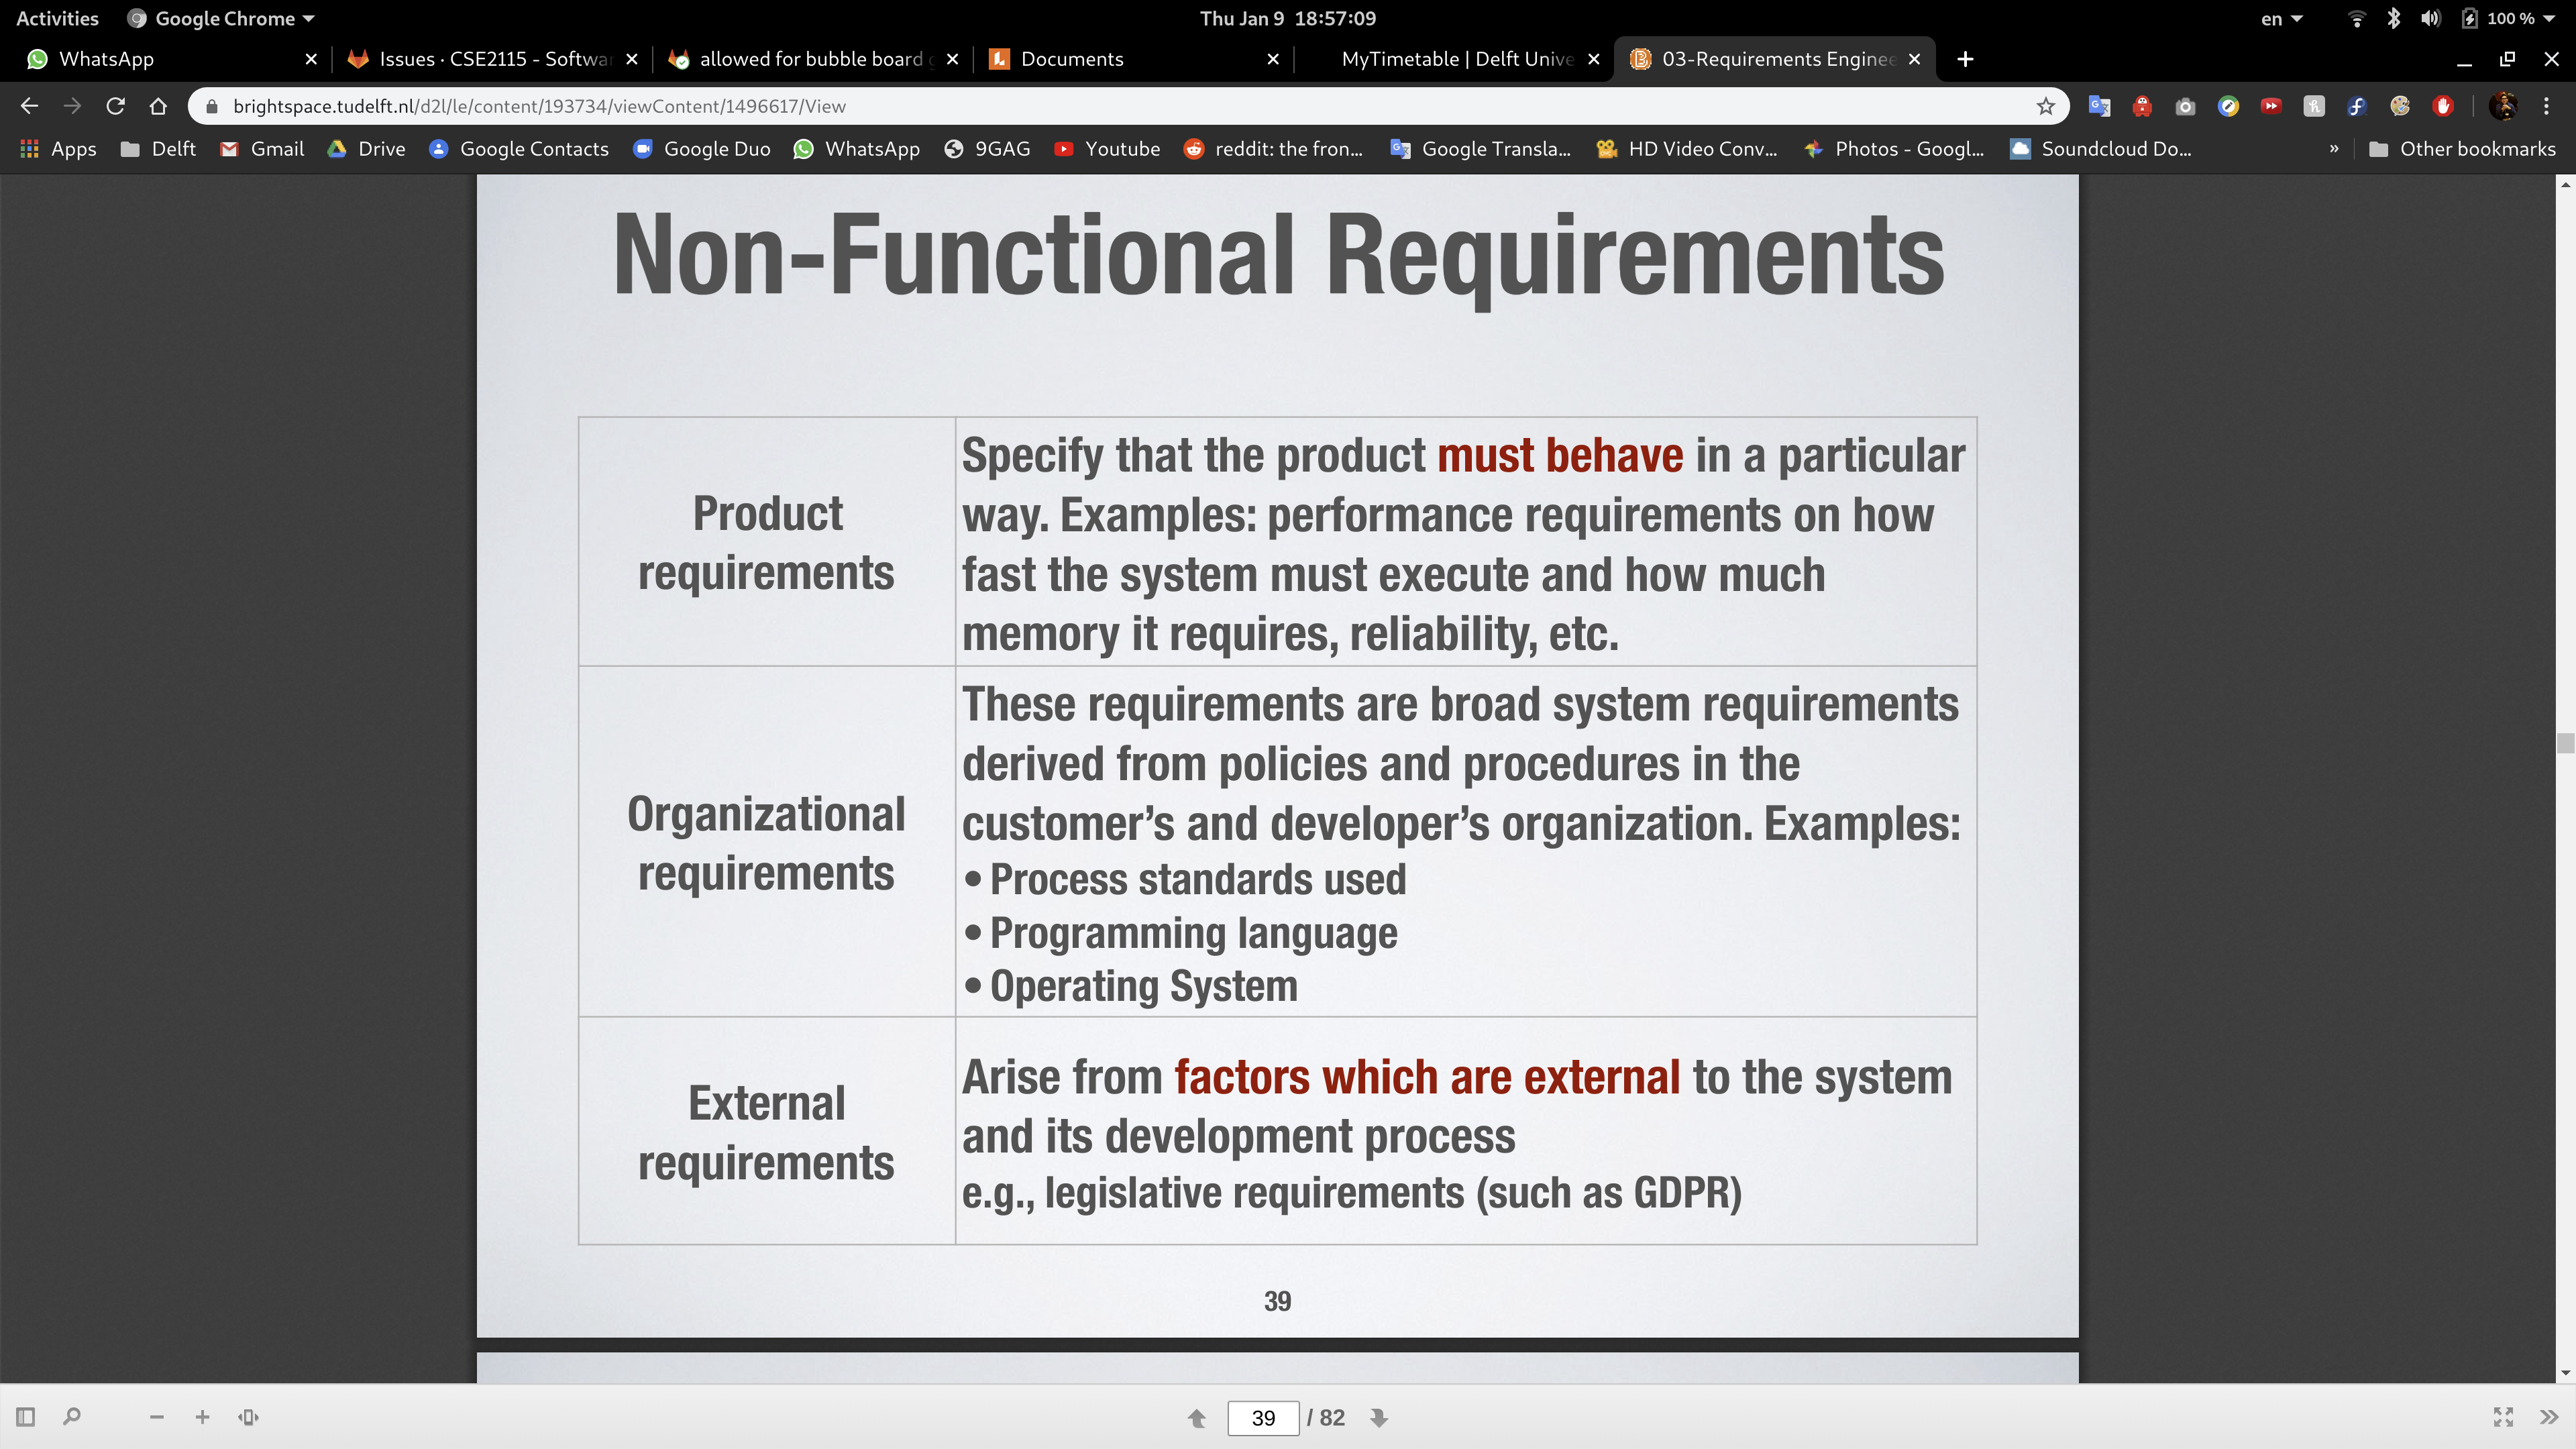 Activities Google Chrome Thu Jan 9 18:57:09 en 100 %
WhatsApp Issues · CSE2115 - Softwar allowed for bubble board Documents MyTimetable | Delft Unive 03-Requirements Enginee
brightspace.tudelft.nl/d2l/le/content/193734/viewContent/1496617/View
Apps Delft Gmail Drive Google Contacts Google Duo WhatsApp 9GAG Youtube reddit: the fron... Google Transla... HD Video Conv... Photos - Googl... Soundcloud Do... » Other bookmarks
Non-Functional Requirements
Product
requirements
Specify that the product must behave in a particular
way. Examples: performance requirements on how
fast the system must execute and how much
memory it requires, reliability, etc.
Organizational
requirements
These requirements are broad system requirements
derived from policies and procedures in the
customer’s and developer’s organization. Examples:
• Process standards used
• Programming language
• Operating System
External
requirements
Arise from factors which are external to the system
and its development process
e.g., legislative requirements (such as GDPR)
39
39 / 82